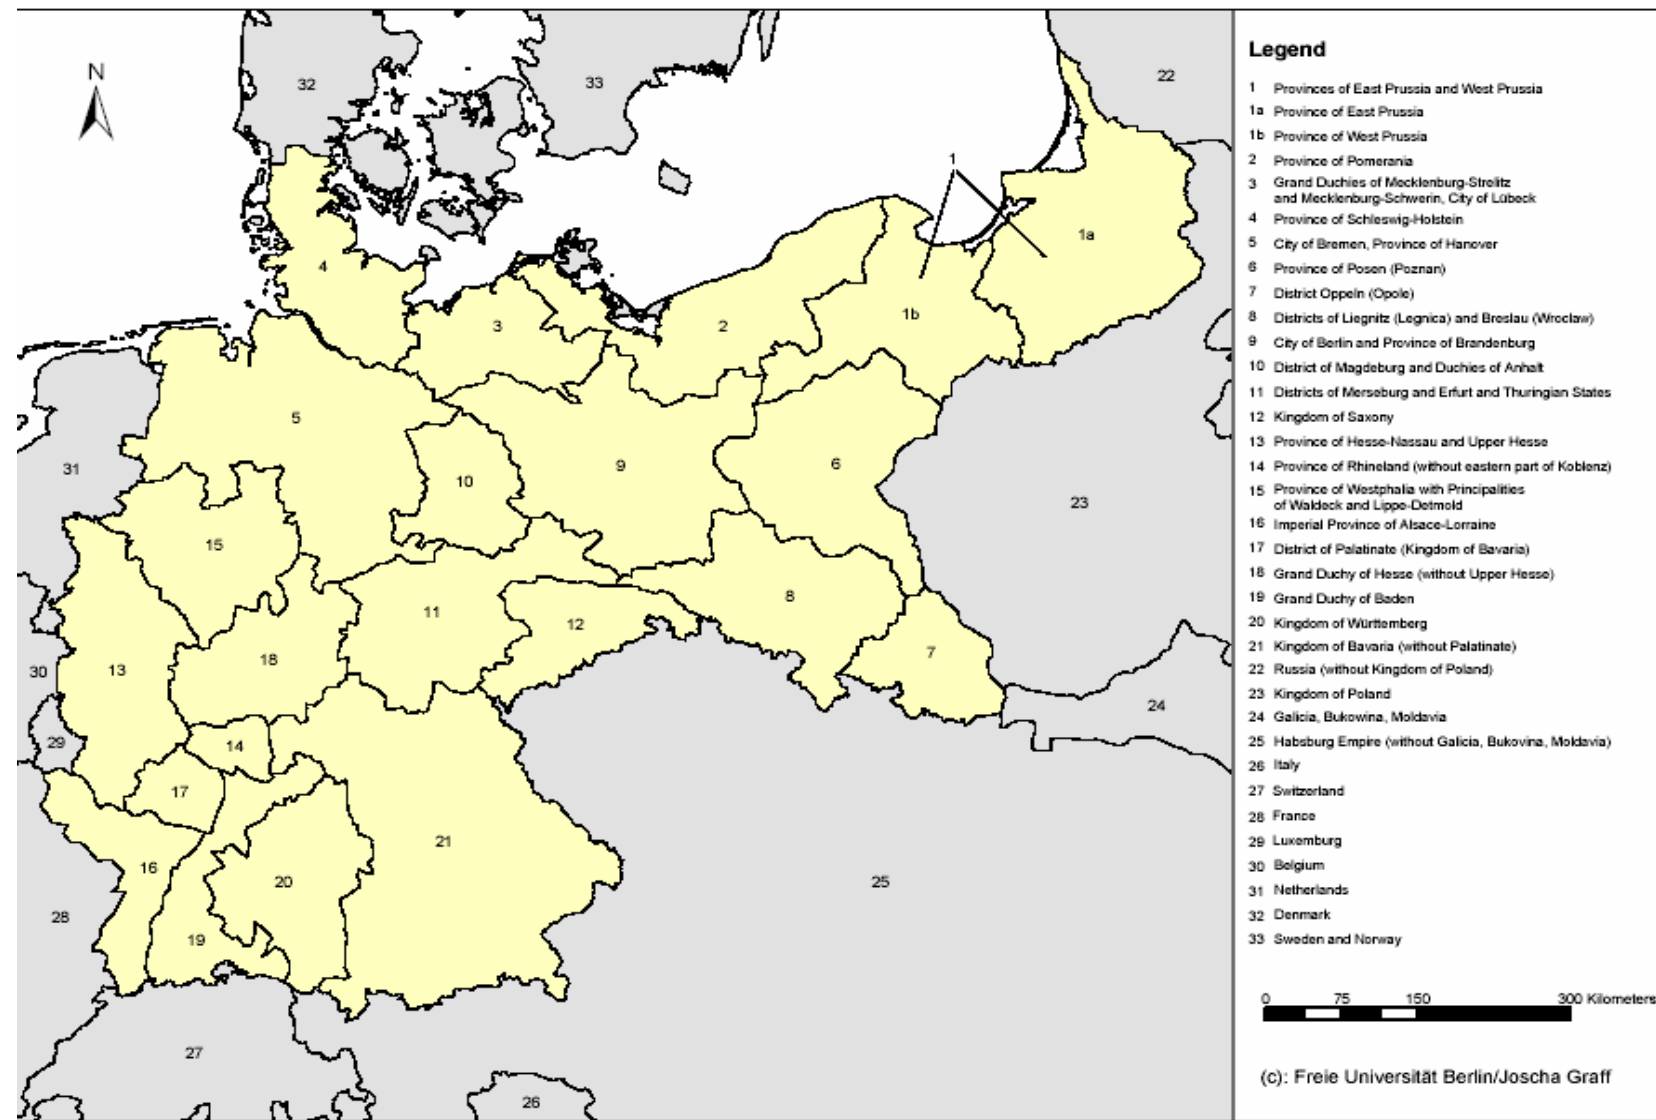 N
32
33
22
1
1a
4
3
2
1b
5
31
10
9
6
23
15
8
11
12
7
13
18
30
24
29
14
17
21
16
20
25
28
19
27
26
Legend
1 Provinces of East Prussia and West Prussia
1a Province of East Prussia
1b Province of West Prussia
2 Province of Pomerania
3 Grand Duchies of Mecklenburg-Strelitz
and Mecklenburg-Schwerin, City of Lübeck
4 Province of Schleswig-Holstein
5 City of Bremen, Province of Hanover
6 Province of Posen (Poznan)
7 District Oppeln (Opole)
8 Districts of Liegnitz (Legnica) and Breslau (Wroclaw)
9 City of Berlin and Province of Brandenburg
10 District of Magdeburg and Duchies of Anhalt
11 Districts of Merseburg and Erfurt and Thuringian States
12 Kingdom of Saxony
13 Province of Hesse-Nassau and Upper Hesse
14 Province of Rhineland (without eastern part of Koblenz)
15 Province of Westphalia with Principalities
of Waldeck and Lippe-Detmold
16 Imperial Province of Alsace-Lorraine
17 District of Palatinate (Kingdom of Bavaria)
18 Grand Duchy of Hesse (without Upper Hesse)
19 Grand Duchy of Baden
20 Kingdom of Württemberg
21 Kingdom of Bavaria (without Palatinate)
22 Russia (without Kingdom of Poland)
23 Kingdom of Poland
24 Galicia, Bukowina, Moldavia
25 Habsburg Empire (without Galicia, Bukovina, Moldavia)
26 Italy
27 Switzerland
28 France
29 Luxemburg
30 Belgium
31 Netherlands
32 Denmark
33 Sweden and Norway
0 75 150 300 Kilometers
(c): Freie Universität Berlin/Joscha Graff